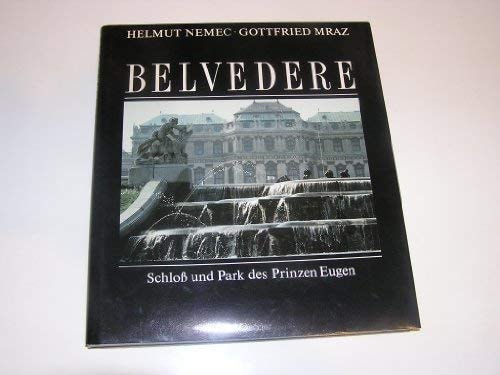 HELMUT NEMEC · GOTTFRIED MRAZ
BELVEDERE
Schloß und Park des Prinzen Eugen